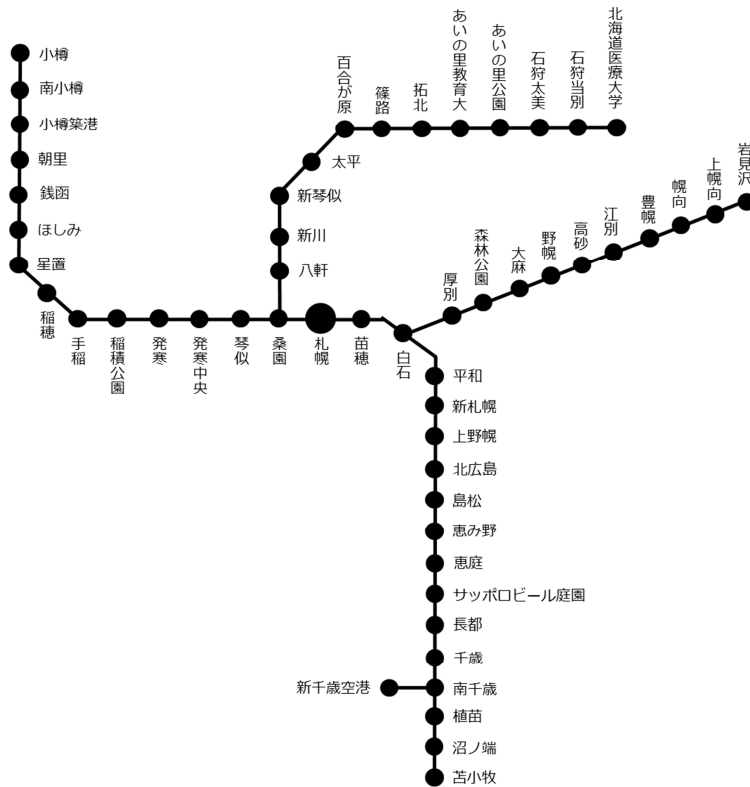 小樽
南小樽
小樽築港
朝里
銭函
ほしみ
星置
稲穂
手稲
稲積公園
発寒
発寒中央
琴似
桑園
札幌
苗穂
白石
八軒
新川
新琴似
太平
百合が原
篠路
拓北
あいの里教育大
あいの里公園
石狩太美
石狩当別
北海道医療大学
厚別
森林公園
大麻
野幌
高砂
江別
豊幌
幌向
上幌向
岩見沢
平和
新札幌
上野幌
北広島
島松
恵み野
恵庭
サッポロビール庭園
長都
千歳
新千歳空港
南千歳
植苗
沼ノ端
苫小牧